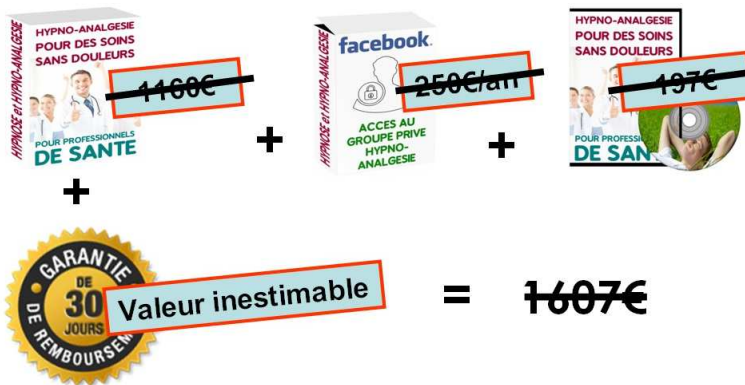 HYPNOSE et HYPNO-ANALGESIE
HYPNO-ANALGESIE
POUR DES SOINS
SANS DOULEURS
1160€
POUR PROFESSIONNELS
DE SANTE
+
HYPNOSE et HYPNO-ANALGESIE
facebook.
250€/an
ACCES AU
GROUPE PRIVE
HYPNO-
ANALGESIE
+
HYPNO-ANALGESIE
POUR DES SOINS
SANS DOULEURS
197€
POUR PROFESSI
DE SAN
+
GARANTIE
DE
30
JOURS
DE REMBOURSEM
Valeur inestimable
=
1607€